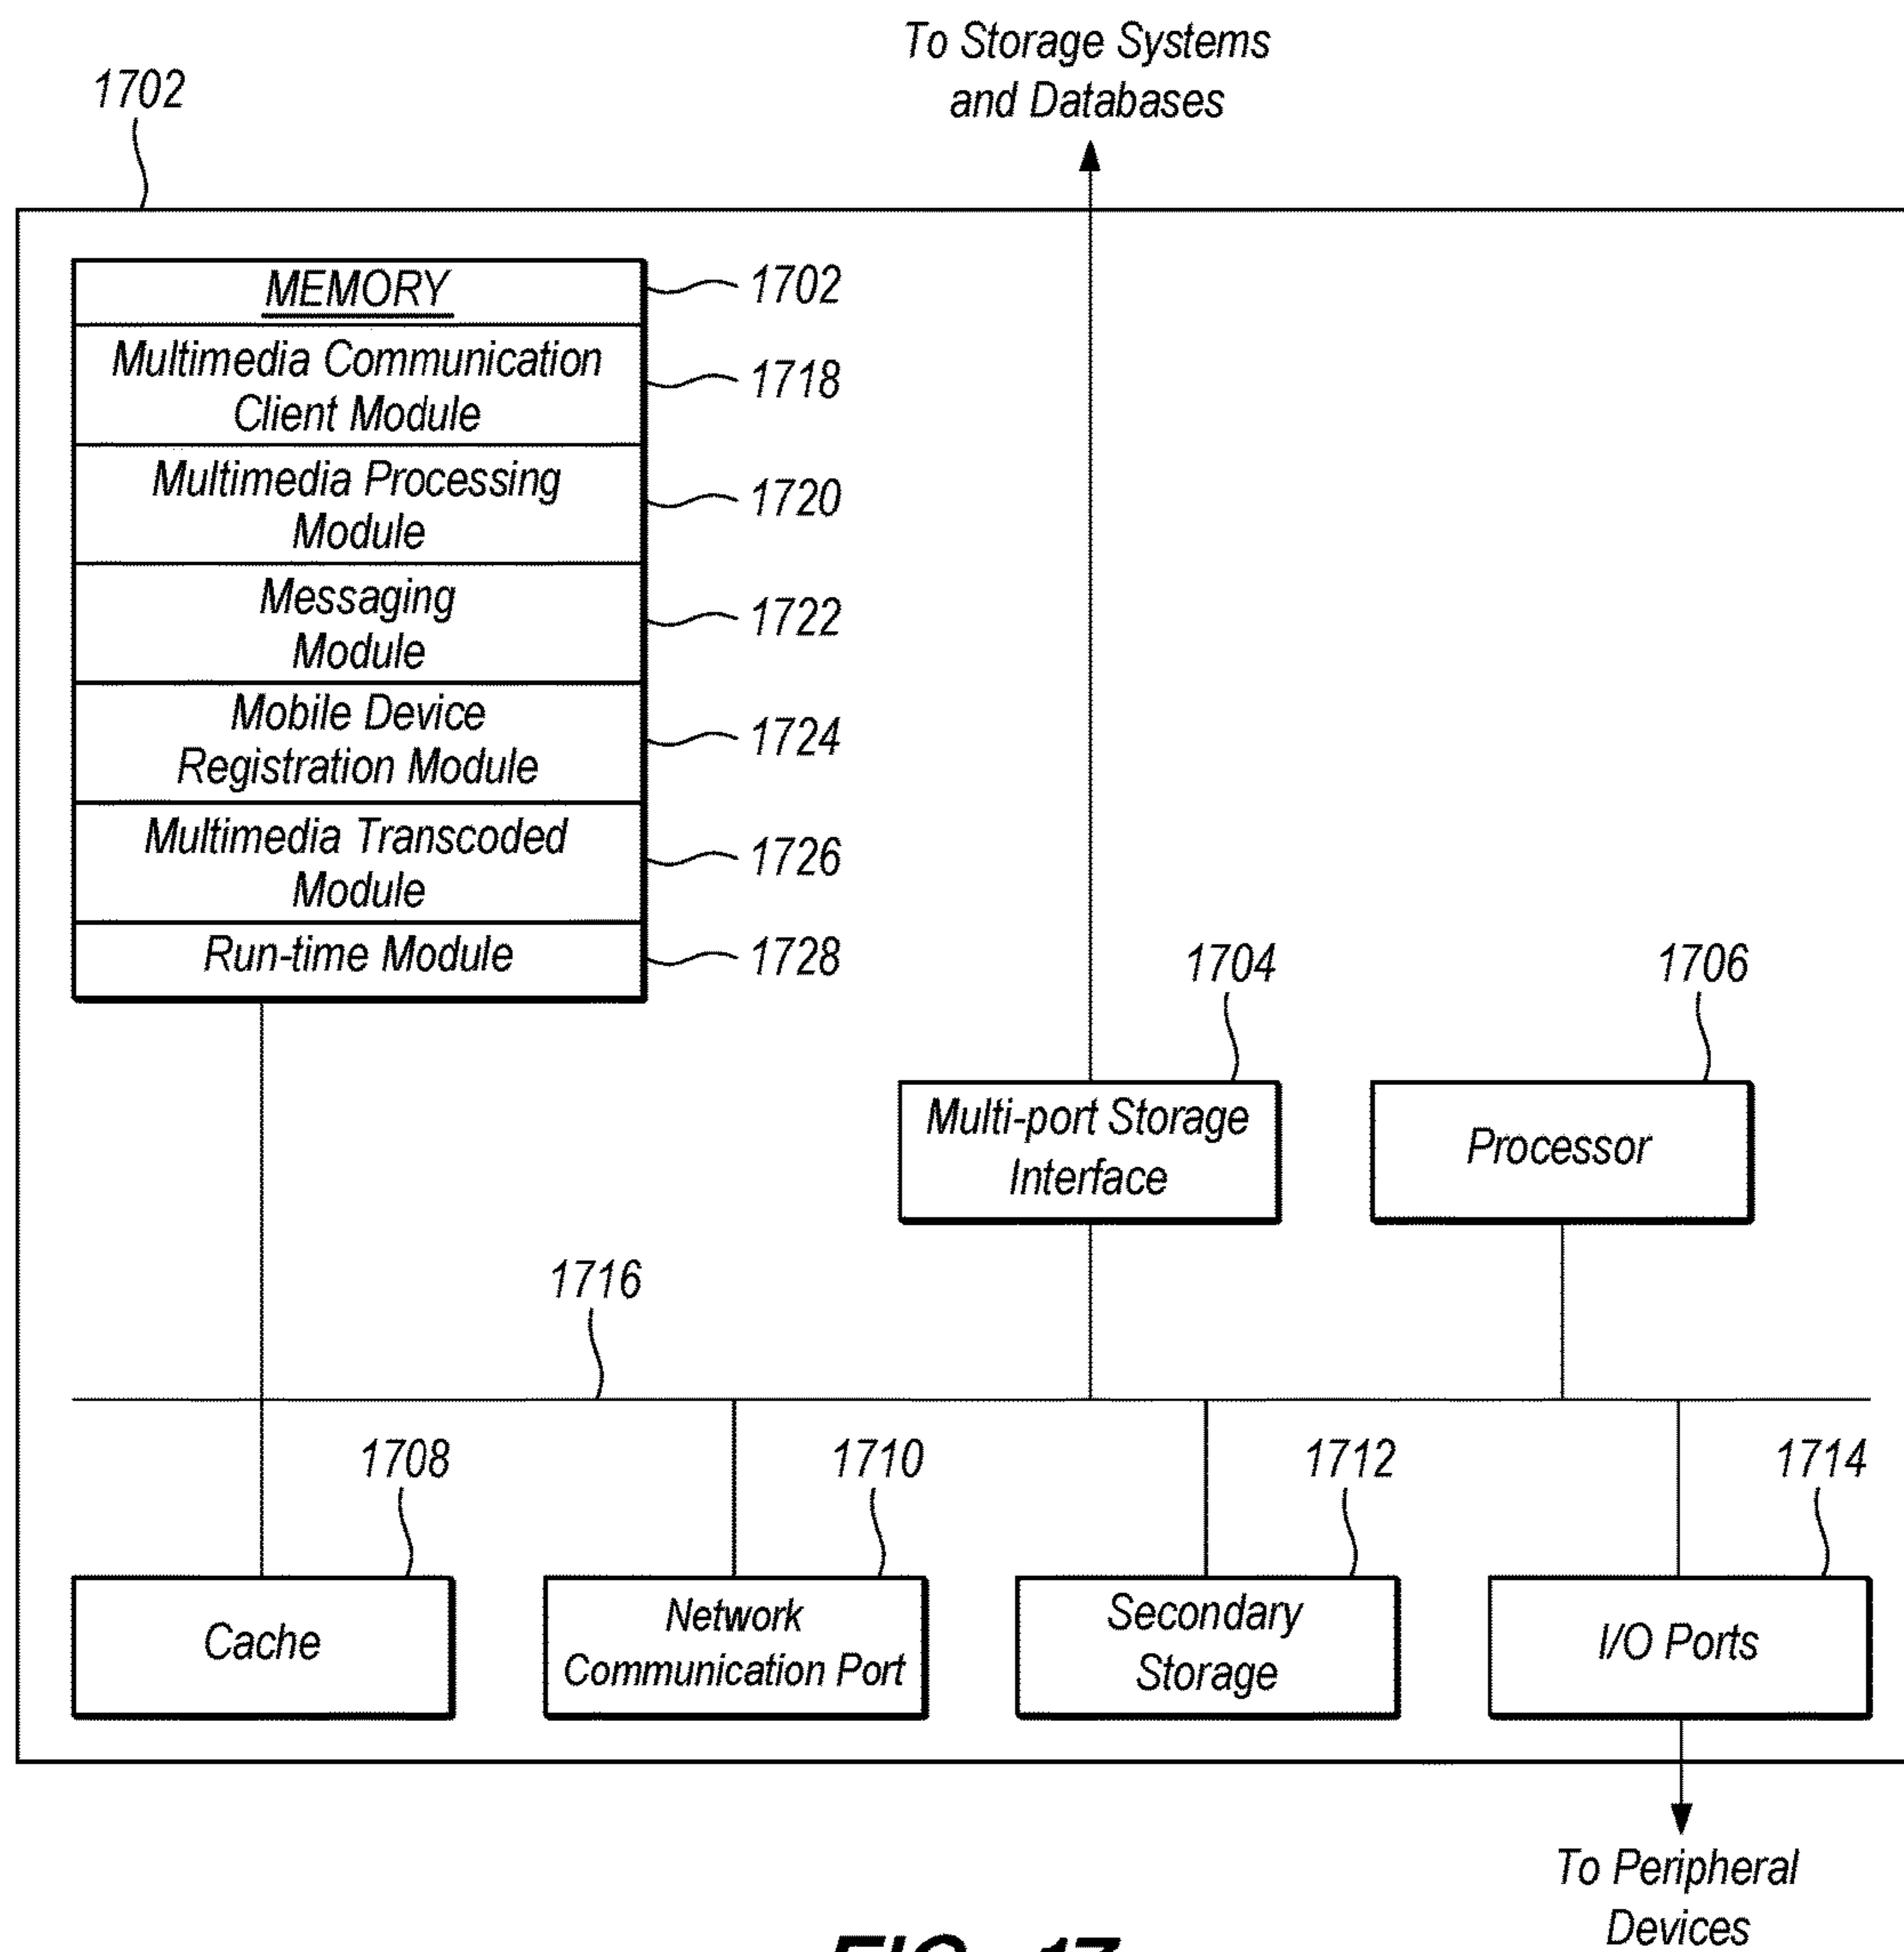 To Storage Systems
and Databases
1702
MEMORY
1702
Multimedia Communication
Client Module
1718
Multimedia Processing
Module
1720
Messaging
Module
1722
Mobile Device
Registration Module
1724
Multimedia Transcoded
Module
1726
Run-time Module
1728
1704
1706
Multi-port Storage
Interface
Processor
1716
1708
1710
1712
1714
Cache
Network
Communication Port
Secondary
Storage
I/O Ports
To Peripheral
Devices
FIG. 17